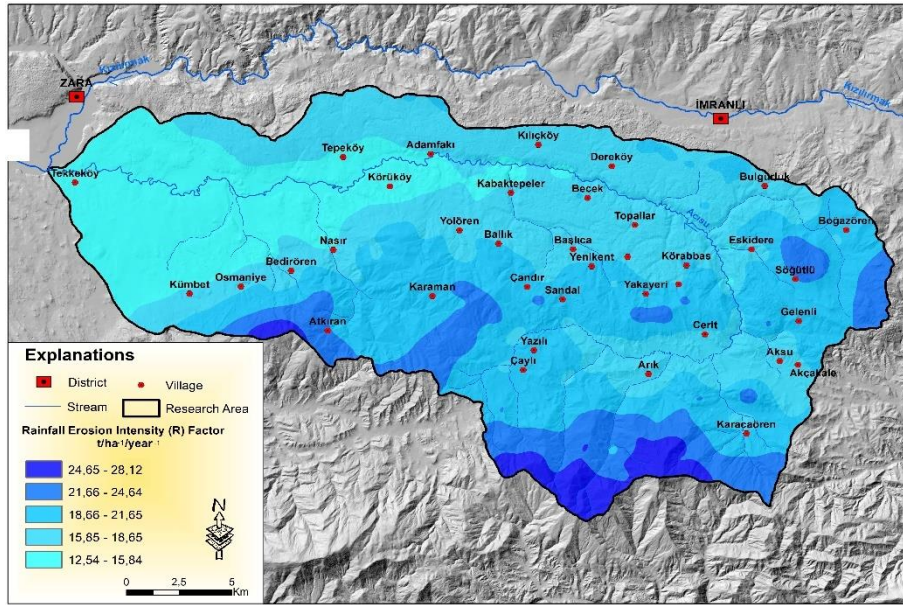 Kızılırmak
ZARA
İMRANLI
Kızılırmak
Kılıçköy
Adamfakı
Tepeköy
Dereköy
Tekkeköy
Körüköy
Kabaktepeler
Beçek
Bulgurluk
Acısu
Topallar
Boğazören
Yolören
Ballık
Başlıca
Eskidere
Nasır
Yenikent
Körabbas
Bedirören
Söğütlü
Kümbet
Osmaniye
Karaman
Çandır
Sandal
Yakayeri
Atkıran
Gelenli
Cerit
Yazılı
Çaylı
Arık
Aksu
Akçakale
Karacaören
Explanations
District
Village
Stream
Research Area
Rainfall Erosion Intensity (R) Factor
t/ha-1/year-1
24,65 - 28,12
21,66 - 24,64
18,66 - 21,65
15,85 - 18,65
12,54 - 15,84
N
0 2,5 5
Km